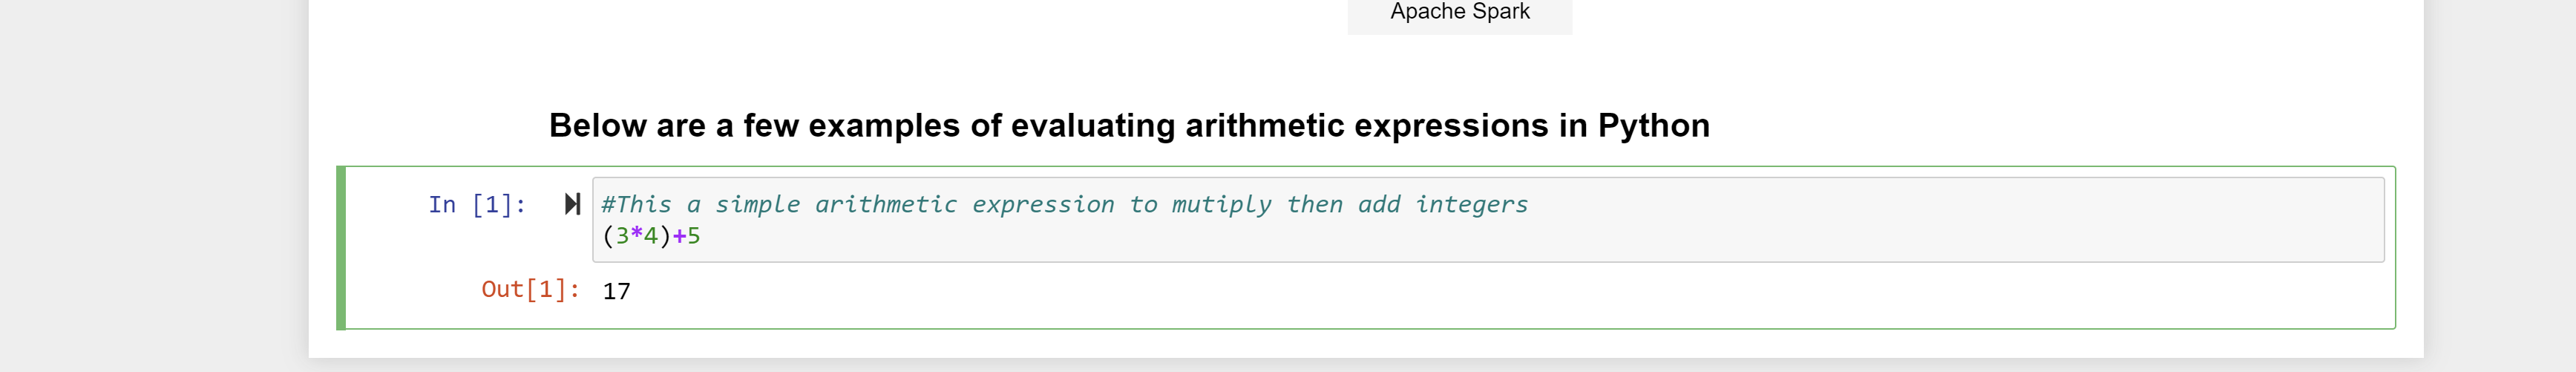 Apache Spark
Below are a few examples of evaluating arithmetic expressions in Python
In [1]: #This a simple arithmetic expression to mutiply then add integers
(3*4)+5
Out[1]: 17